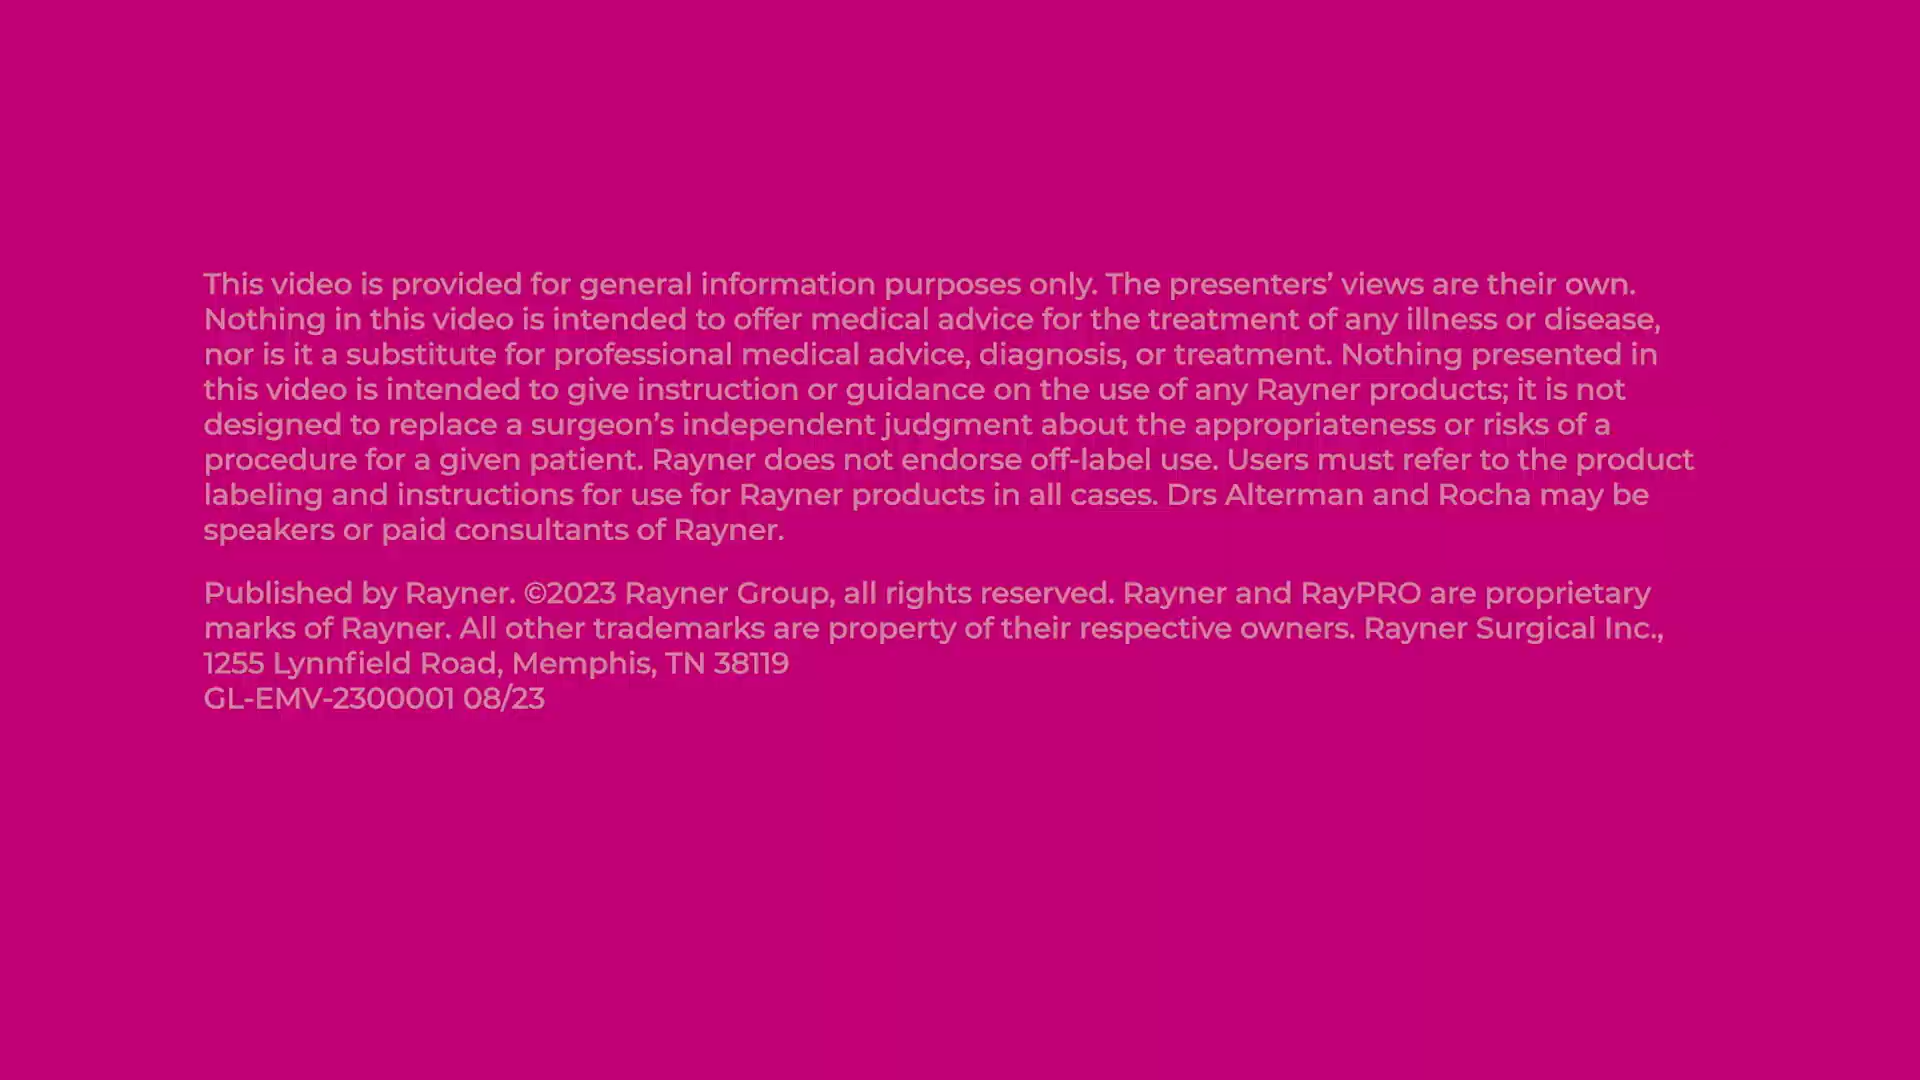 This video is provided for general information purposes only. The presenters’ views are their own.
Nothing in this video is intended to offer medical advice for the treatment of any illness or disease,
nor is it a substitute for professional medical advice, diagnosis, or treatment. Nothing presented in
this video is intended to give instruction or guidance on the use of any Rayner products; it is not
designed to replace a surgeon’s independent judgment about the appropriateness or risks of a
procedure for a given patient. Rayner does not endorse off-label use. Users must refer to the product
labeling and instructions for use for Rayner products in all cases. Drs Alterman and Rocha may be
speakers or paid consultants of Rayner.
Published by Rayner. ©2023 Rayner Group, all rights reserved. Rayner and RayPRO are proprietary
marks of Rayner. All other trademarks are property of their respective owners. Rayner Surgical Inc.,
1255 Lynnfield Road, Memphis, TN 38119
GL-EMV-2300001 08/23